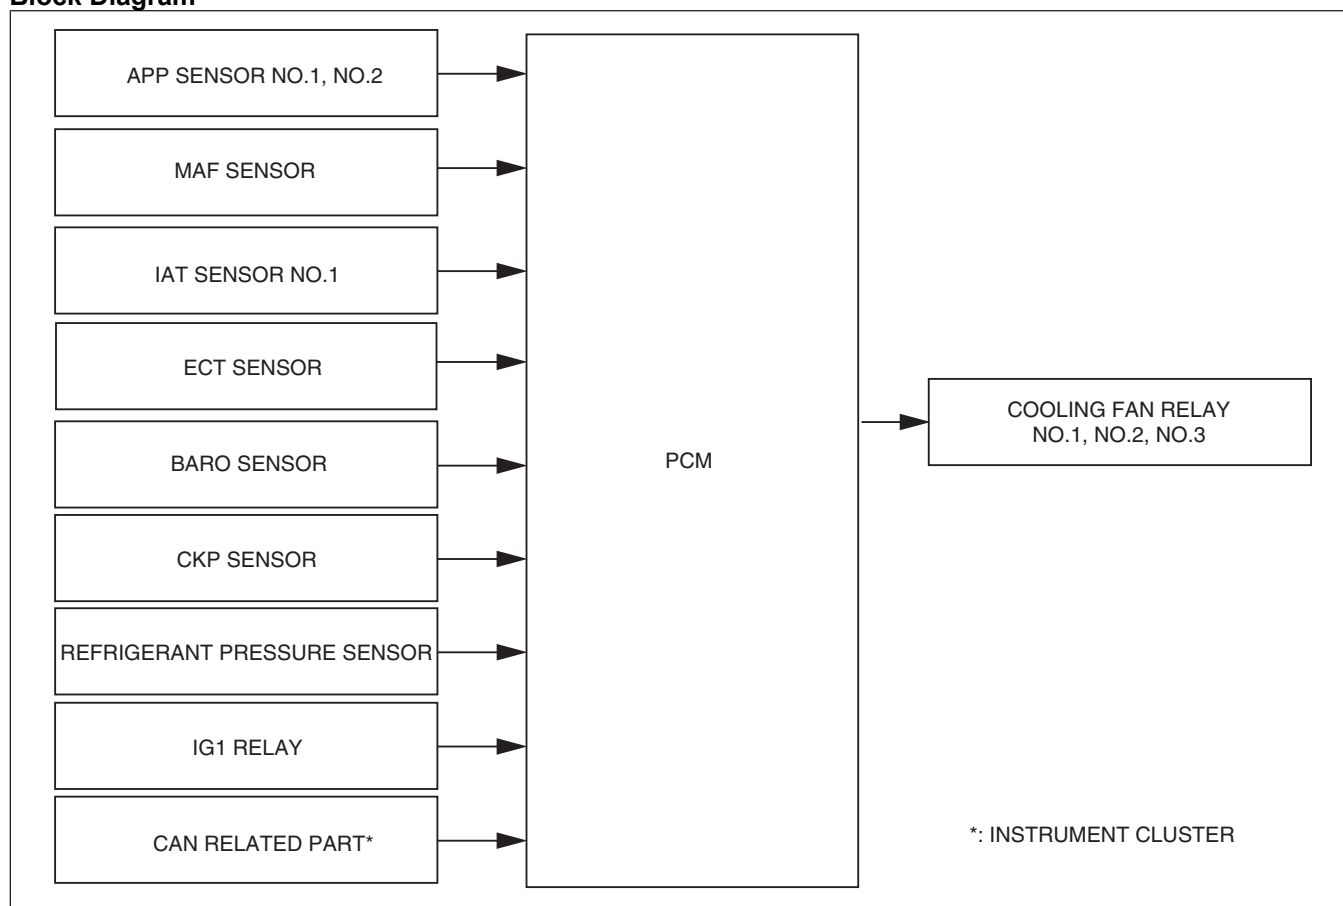 Block Diagram
APP SENSOR NO.1, NO.2
MAF SENSOR
IAT SENSOR NO.1
ECT SENSOR
BARO SENSOR
CKP SENSOR
REFRIGERANT PRESSURE SENSOR
IG1 RELAY
CAN RELATED PART*
PCM
COOLING FAN RELAY
NO.1, NO.2, NO.3
*: INSTRUMENT CLUSTER